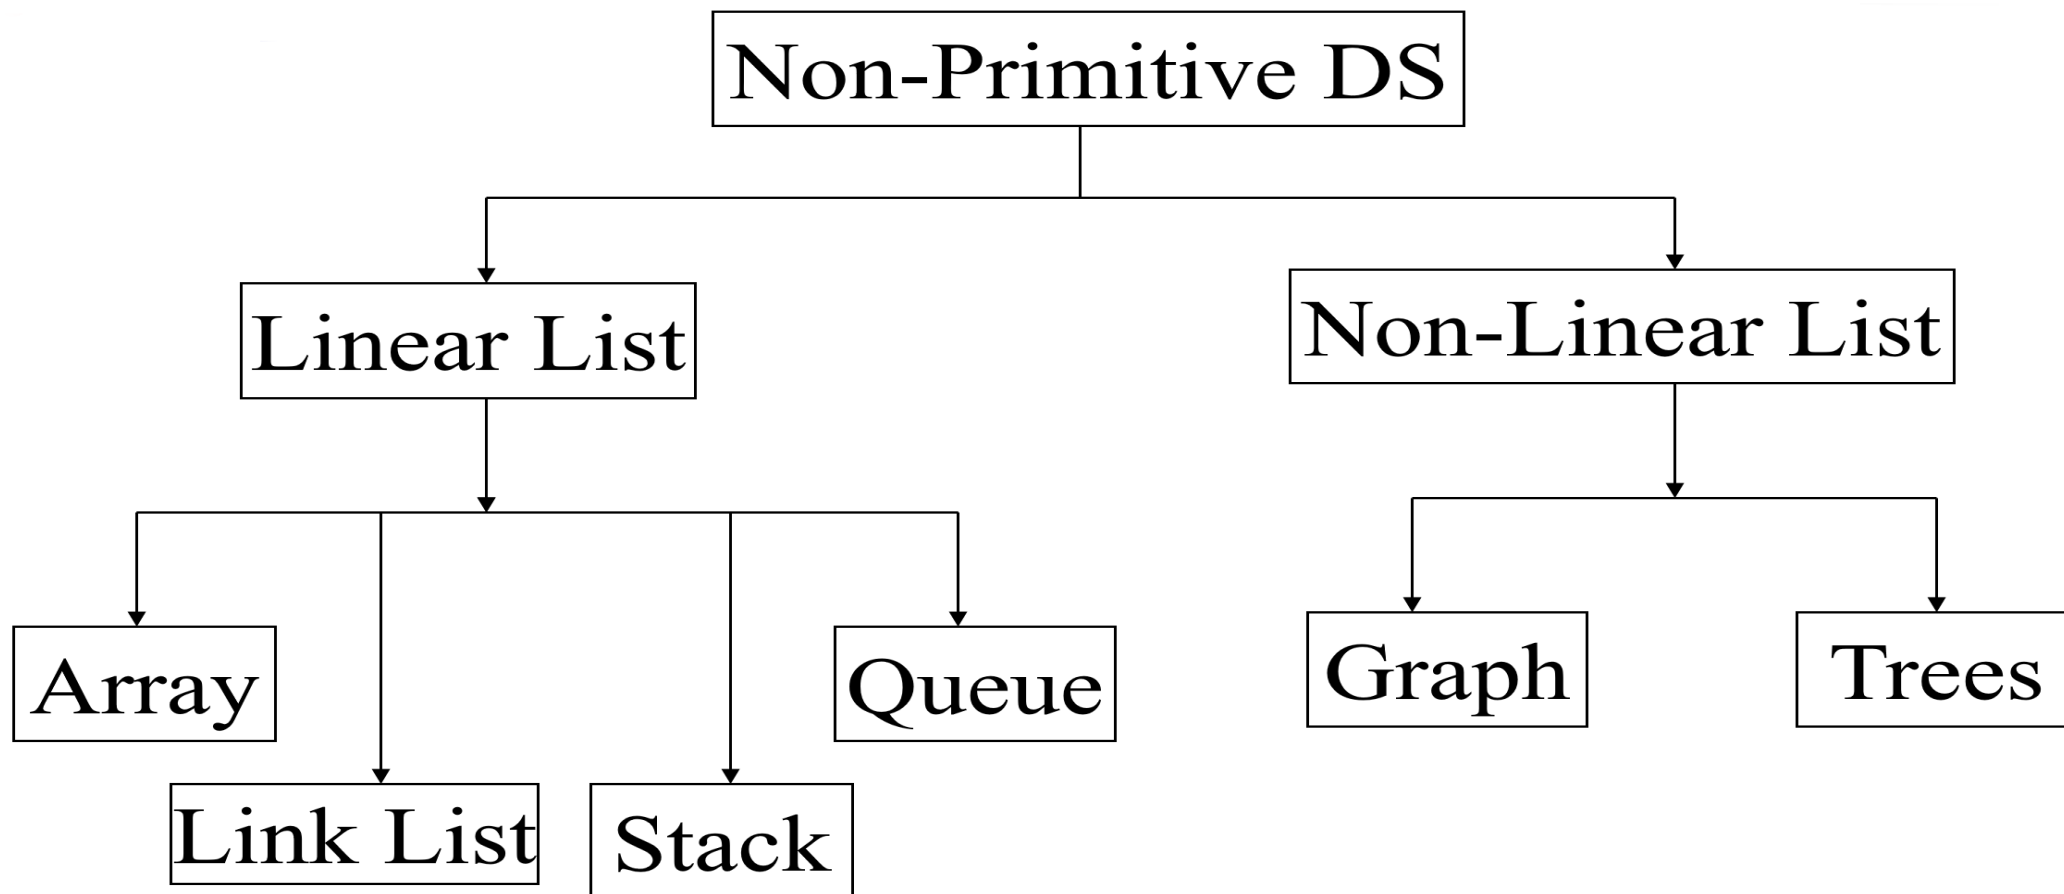 Non-Primitive DS
Linear List
Non-Linear List
Array
Queue
Graph
Trees
Link List
Stack